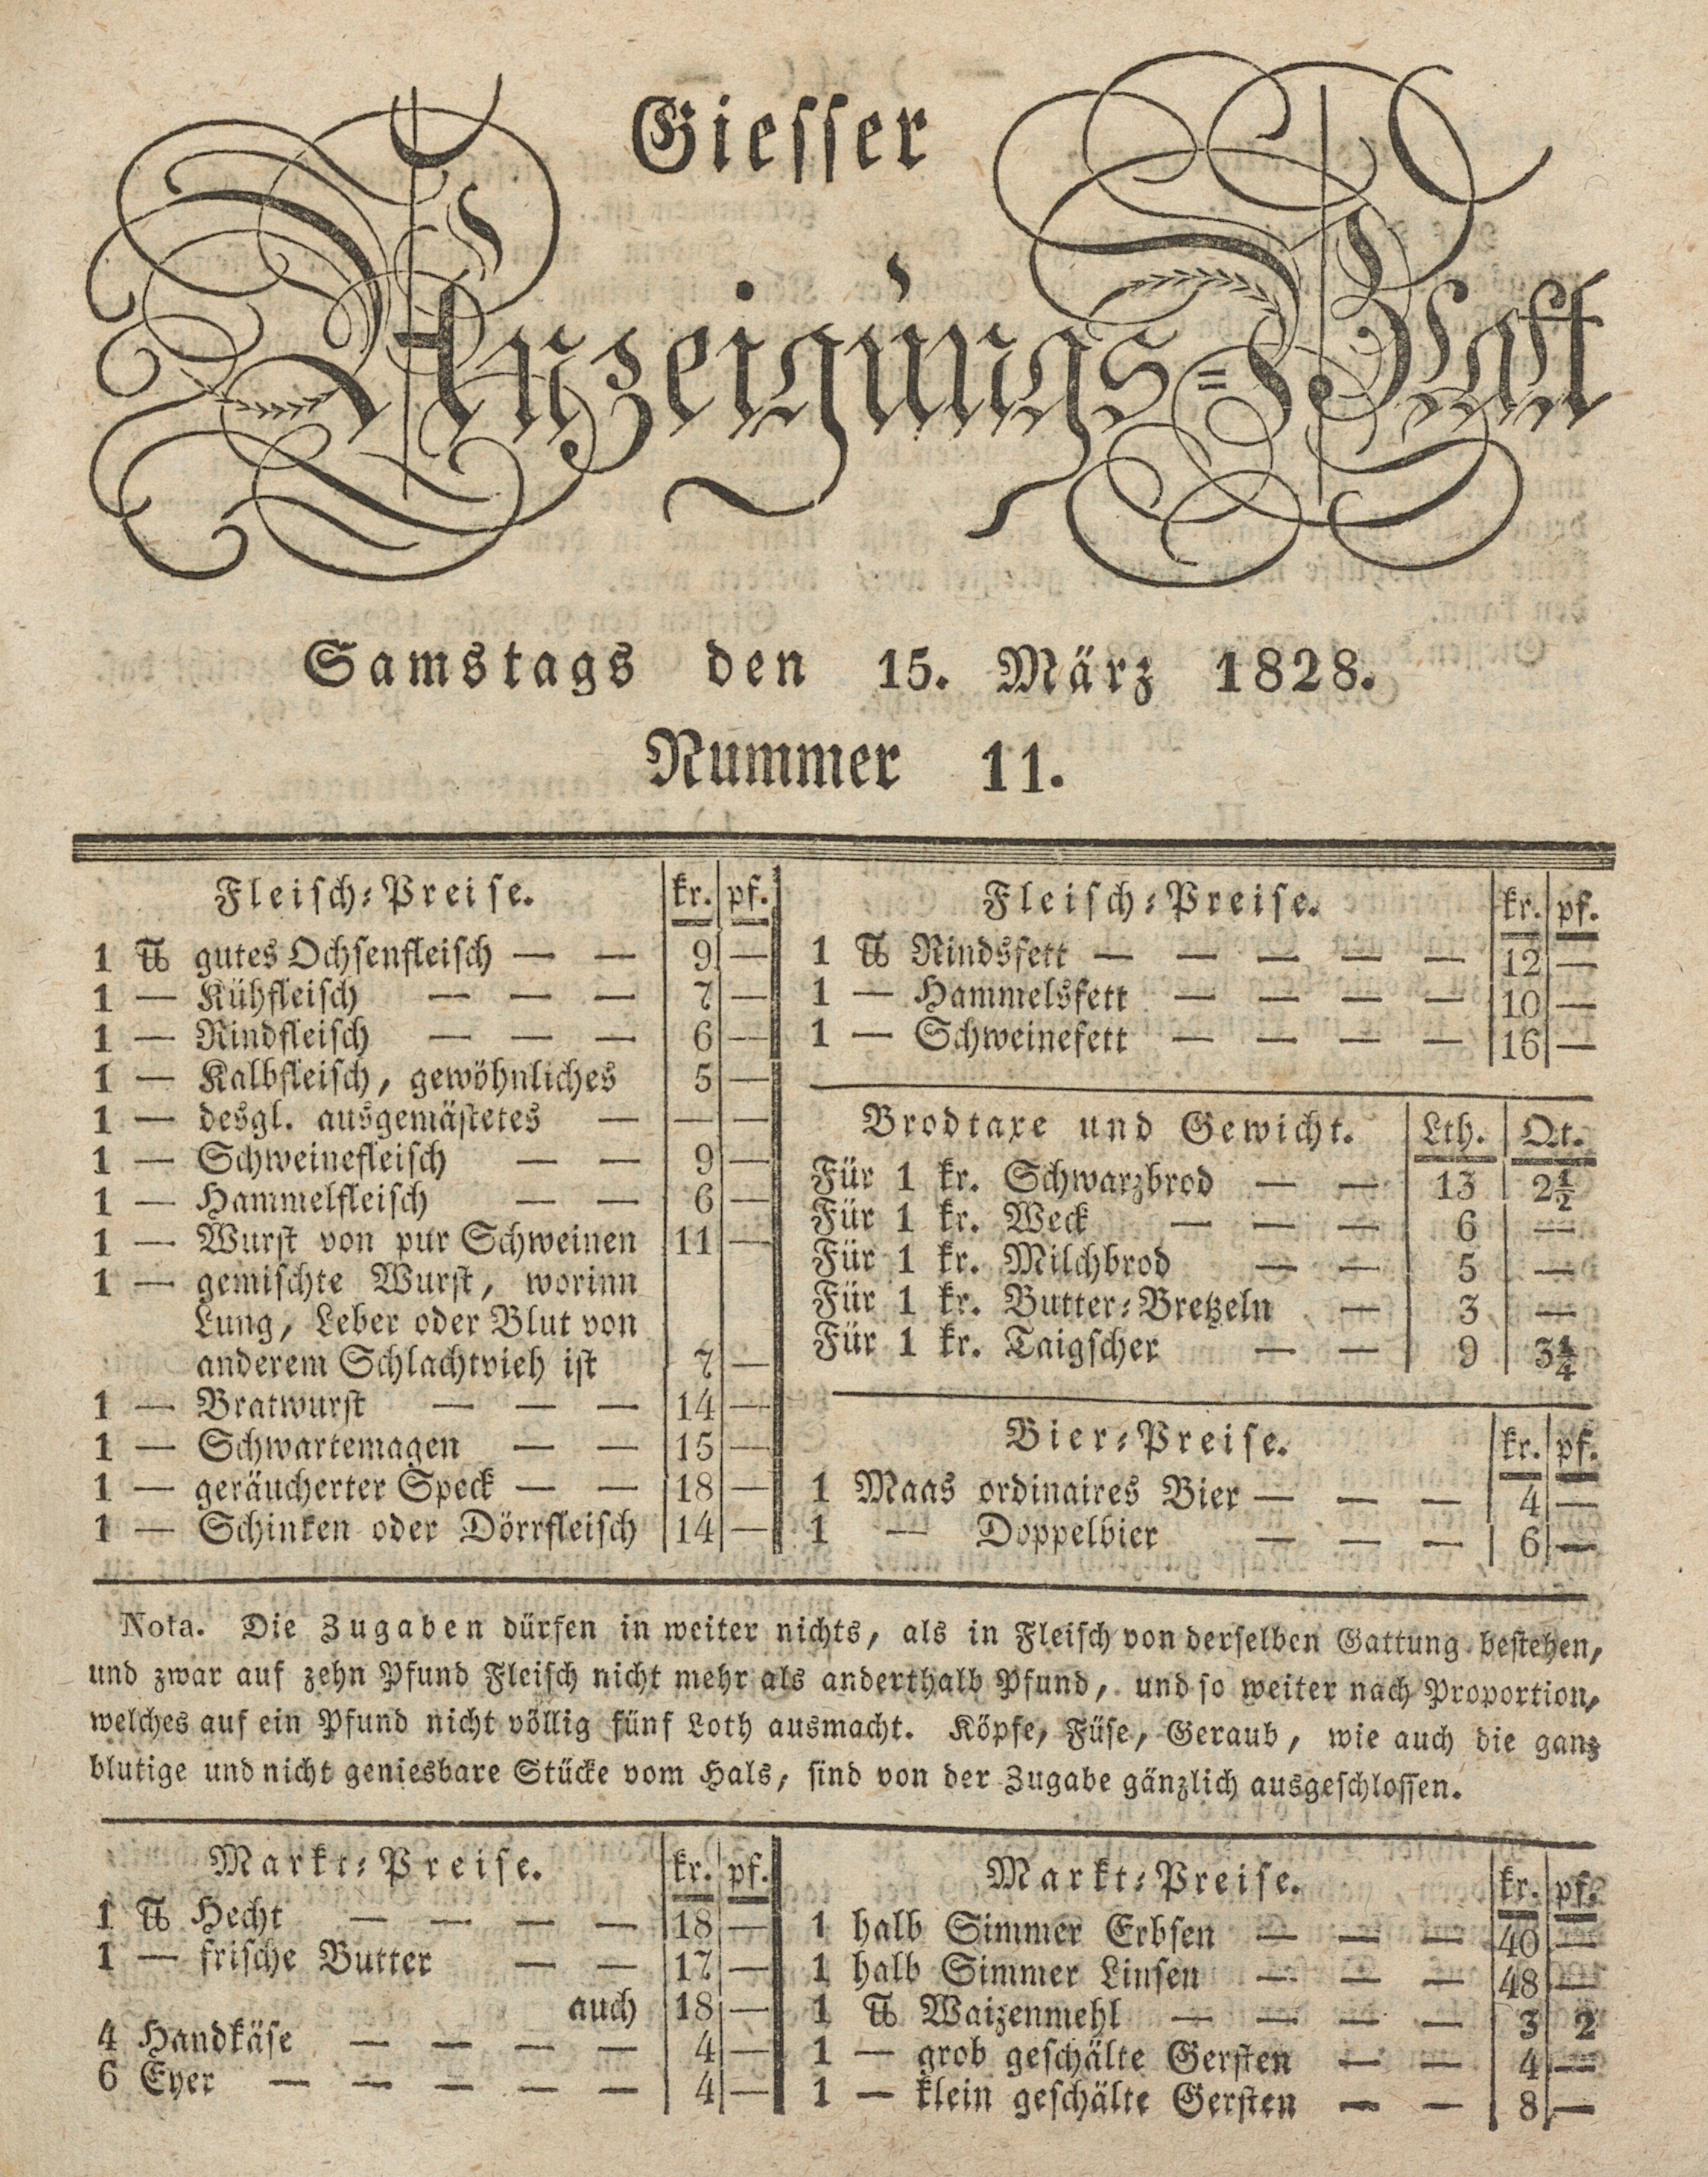 Giesser
Anzeigungs-Blatt
Samstags den 15. März 1828.
Nummer 11.
Fleisch-Preise. kr. pf.
1 ℔ gutes Ochsenfleisch — — 9 —
1 — Kühfleisch — — — 7 —
1 — Rindfleisch — — — 6 —
1 — Kalbfleisch, gewöhnliches 5 —
1 — desgl. ausgemästetes — — —
1 — Schweinefleisch — — 9 —
1 — Hammelfleisch — — 6 —
1 — Wurst von pur Schweinen 11 —
1 — gemischte Wurst, worinn
Lung, Leber oder Blut von
anderem Schlachtvieh ist 7 —
1 — Bratwurst — — — 14 —
1 — Schwartemagen — — 15 —
1 — geräucherter Speck — — 18 —
1 — Schinken oder Dörrfleisch 14 —
Fleisch-Preise. kr. pf.
1 ℔ Rindsfett — — — — — 12 —
1 — Hammelsfett — — — — 10 —
1 — Schweinefett — — — — 16 —
Brodtaxe und Gewicht. Lth. Qt.
Für 1 kr. Schwarzbrod — — 13 2½
Für 1 kr. Weck — — — 6 —
Für 1 kr. Milchbrod — — 5 —
Für 1 kr. Butter-Bretzeln — 3 —
Für 1 kr. Taigscher — — 9 3¼
Bier-Preise. kr. pf.
1 Maas ordinaires Bier — — — 4 —
1 — Doppelbier — — — 6 —
Nota. Die Zugaben dürfen in weiter nichts, als in Fleisch von derselben Gattung bestehen,
und zwar auf zehn Pfund Fleisch nicht mehr als anderthalb Pfund, und so weiter nach Proportion,
welches auf ein Pfund nicht völlig fünf Loth ausmacht. Köpfe, Füse, Geraub, wie auch die ganz
blutige und nicht geniesbare Stücke vom Hals, sind von der Zugabe gänzlich ausgeschlossen.
Markt-Preise. kr. pf.
1 ℔ Hecht — — — — 18 —
1 — frische Butter — — 17 —
auch 18 —
4 Handkäse — — — — 4 —
6 Eyer — — — — — 4 —
Markt-Preise. kr. pf.
1 halb Simmer Erbsen — — — 40 —
1 halb Simmer Linsen — — — 48 —
1 ℔ Waizenmehl — — — — 3 2
1 — grob geschälte Gersten — — 4 —
1 — klein geschälte Gersten — — 8 —